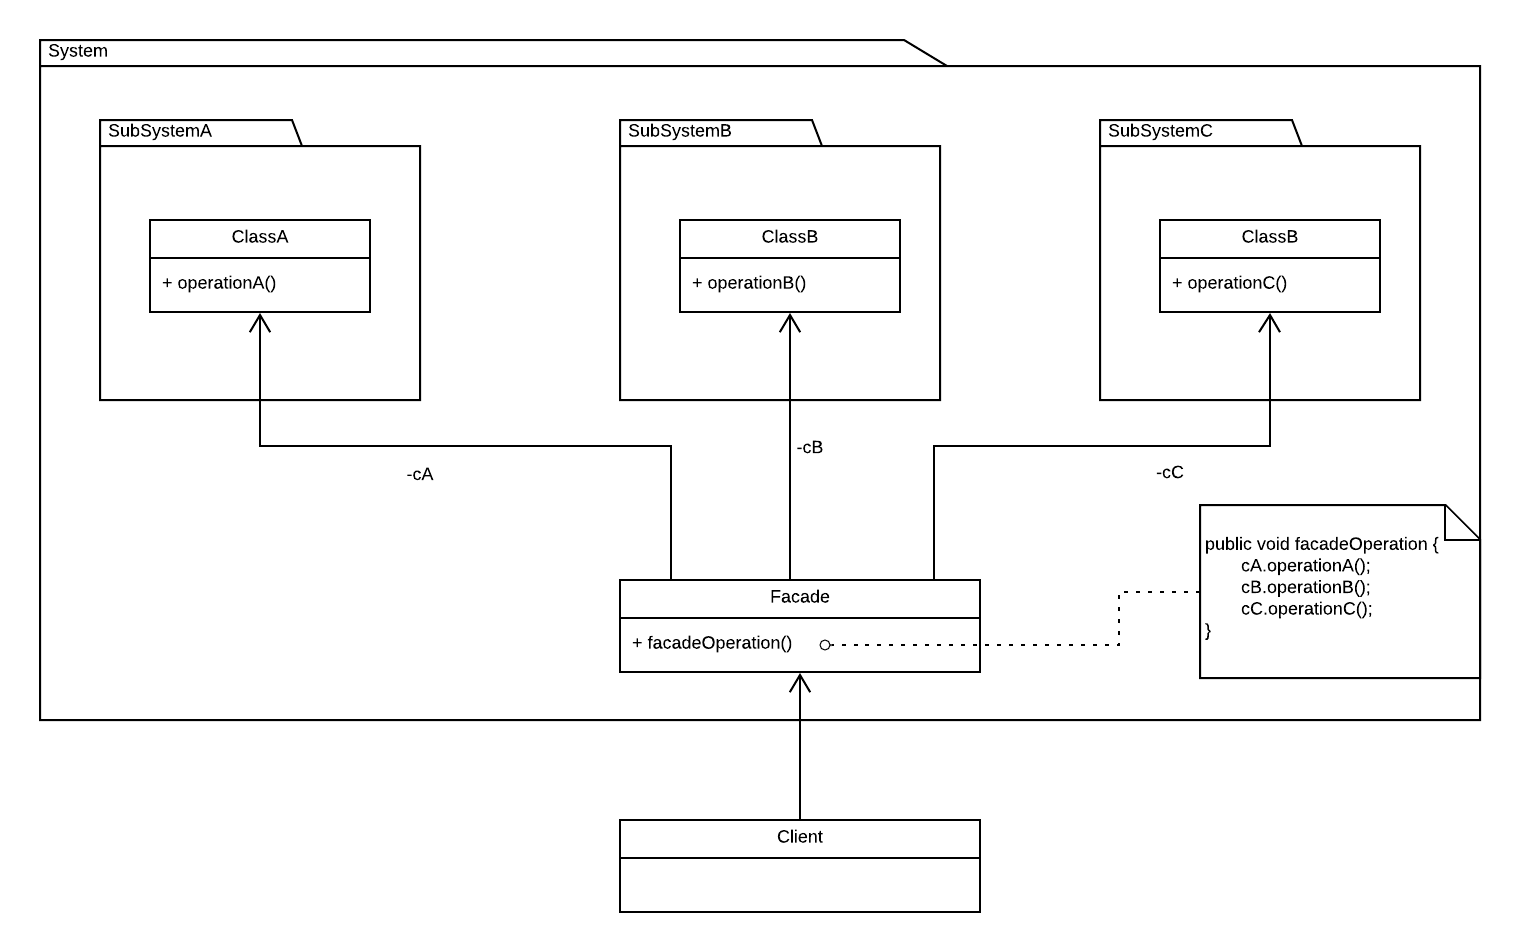 System
SubSystemA
SubSystemB
SubSystemC
ClassA
+ operationA()
ClassB
+ operationB()
ClassB
+ operationC()
-cA
-cB
-cC
public void facadeOperation {
cA.operationA();
cB.operationB();
cC.operationC();
}
Facade
+ facadeOperation()
Client